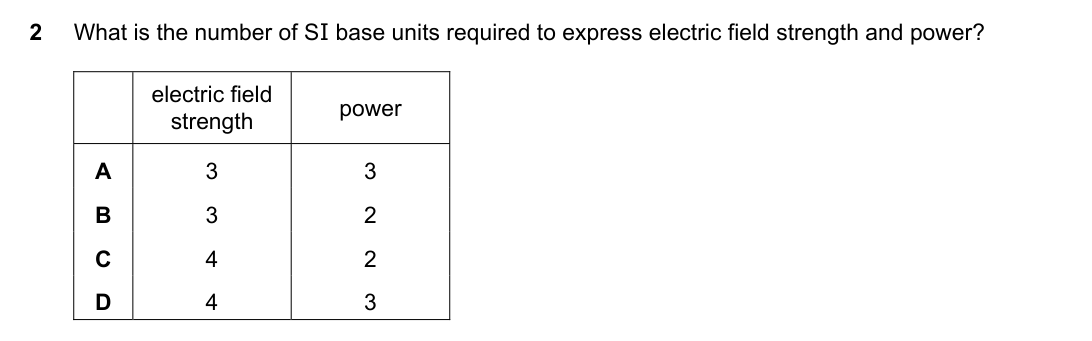 2 What is the number of SI base units required to express electric field strength and power?
electric field
strength
power
A 3 3
B 3 2
C 4 2
D 4 3